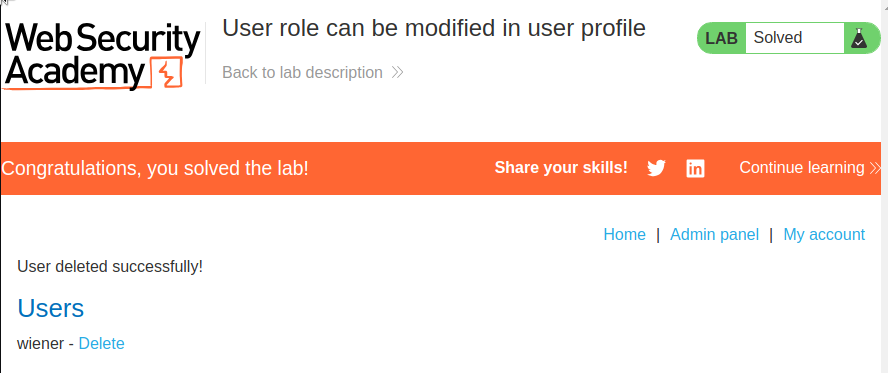 Web Security
Academy
User role can be modified in user profile
Back to lab description
LAB Solved
Congratulations, you solved the lab!
Share your skills!
Continue learning
Home | Admin panel | My account
User deleted successfully!
Users
wiener - Delete